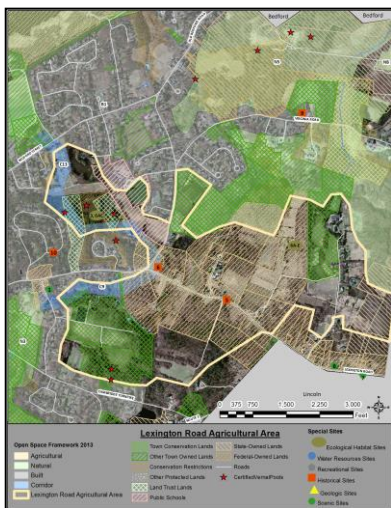 Bedford
Bedford
Lincoln
0 375 750 1,500 2,250 3,000
Feet
Lexington Road Agricultural Area
Open Space Framework 2013
Agricultural
Natural
Built
Corridor
Lexington Road Agricultural Area
Town Conservation Lands
Other Town Owned Lands
Conservation Restrictions
Other Protected Lands
Land Trust Lands
Public Schools
State-Owned Lands
Federal-Owned Lands
Roads
CertifiedVernalPools
Special Sites
Ecological Habitat Sites
Water Resources Sites
Recreational Sites
Historical Sites
Geologic Sites
Scenic Sites